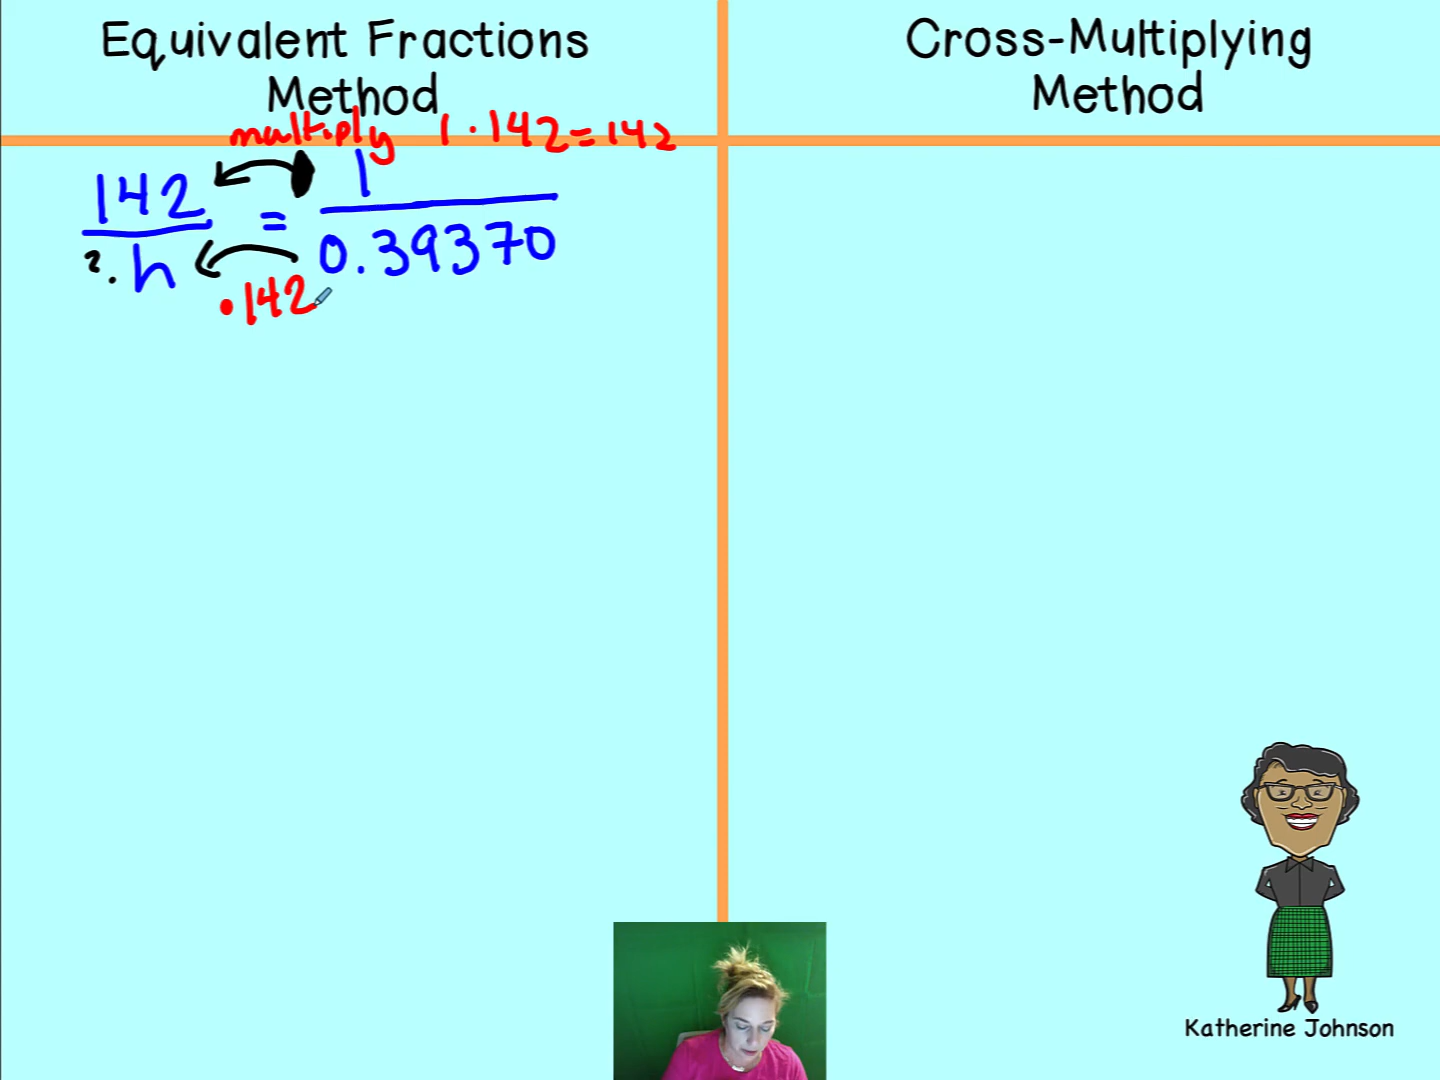 Equivalent Fractions
Method
Cross-Multiplying
Method
multiply 1 · 142 = 142
142 = 1
?. h 0.39370
·142
Katherine Johnson